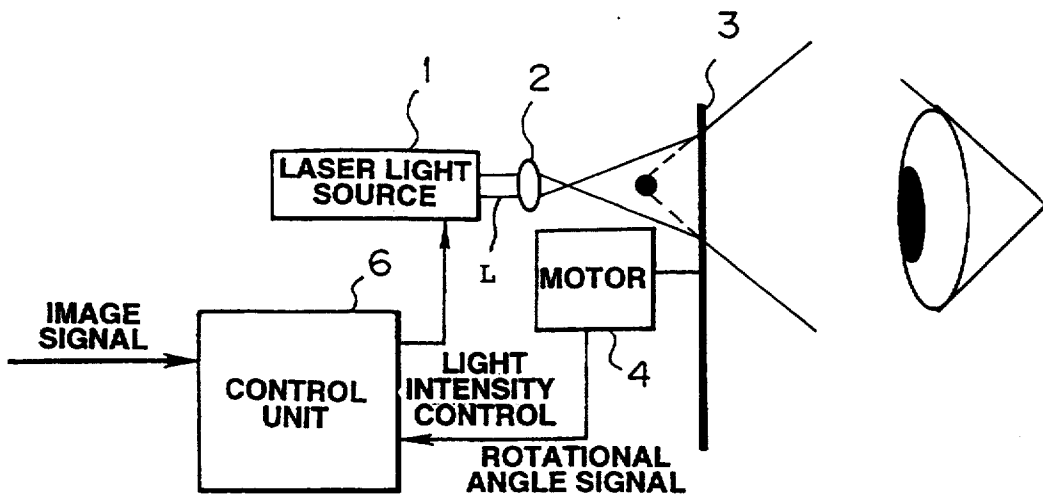 3
1
2
LASER LIGHT
SOURCE
L
6
MOTOR
IMAGE
SIGNAL
4
CONTROL
UNIT
LIGHT
INTENSITY
CONTROL
ROTATIONAL
ANGLE SIGNAL